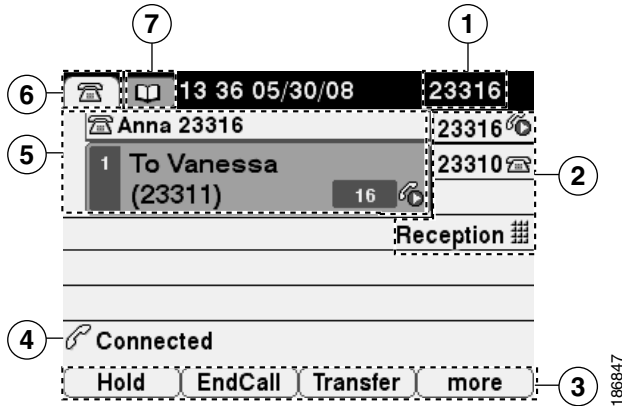 7
1
6
13 36 05/30/08 23316
Anna 23316
23316
5
1 To Vanessa
23310
2
(23311) 16
Reception
4
Connected
Hold EndCall Transfer more
3
186847